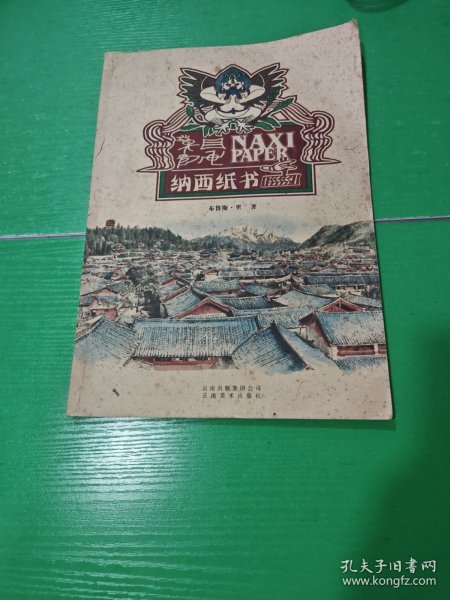 NAXI
PAPER
纳西纸书
布鲁斯·里 著
云南出版集团公司
云南美术出版社
孔夫子旧书网
www.kongfz.com